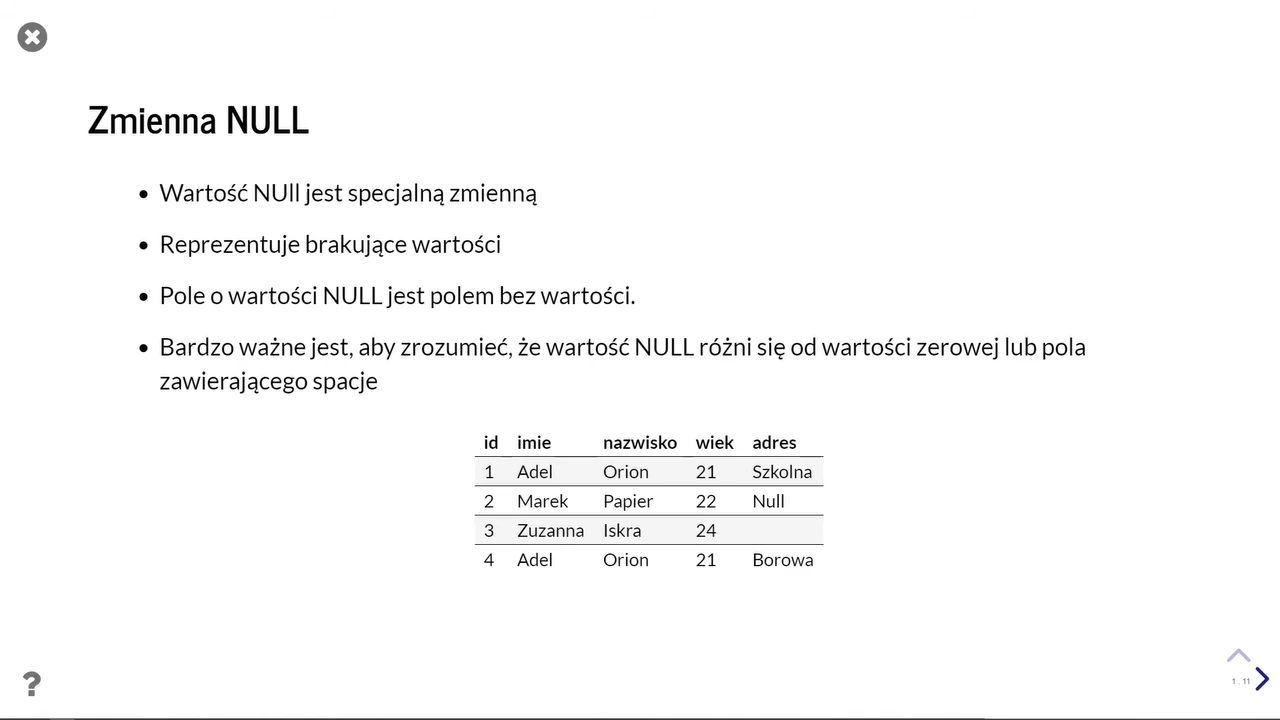 Zmienna NULL
Wartość NUll jest specjalną zmienną
Reprezentuje brakujące wartości
Pole o wartości NULL jest polem bez wartości.
Bardzo ważne jest, aby zrozumieć, że wartość NULL różni się od wartości zerowej lub pola
zawierającego spacje
id imie nazwisko wiek adres
1 Adel Orion 21 Szkolna
2 Marek Papier 22 Null
3 Zuzanna Iskra 24
4 Adel Orion 21 Borowa
?
1 . 11